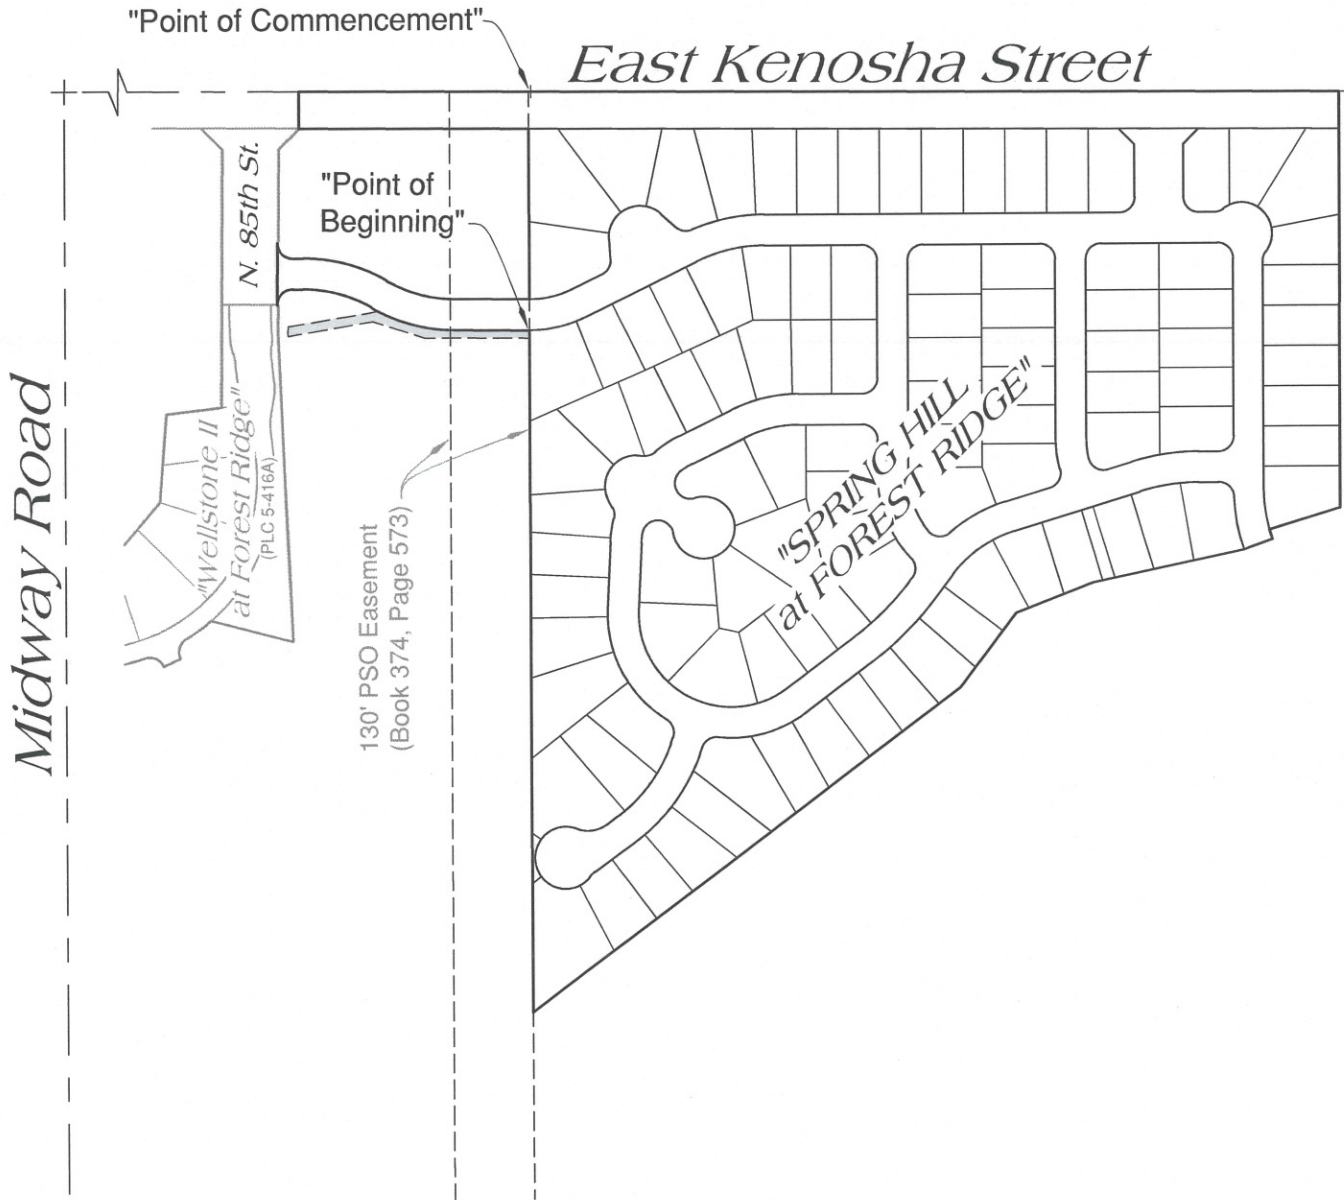 "Point of Commencement"
East Kenosha Street
N. 85th St.
"Point of
Beginning"
Midway Road
"Wellstone II
at Forest Ridge"
(PLC 5-416A)
130' PSO Easement
(Book 374, Page 573)
"SPRING HILL
at FOREST RIDGE"